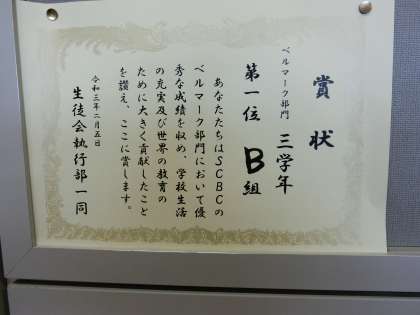 賞状
ベルマーク部門 三学年
第一位 B組
あなたたちはSCBCの
ベルマーク部門において優
秀な成績を収め、学校生活
の充実及び世界の教育の
ために大きく貢献したこと
を讃え、ここに賞します。
令和三年二月五日
生徒会執行部一同